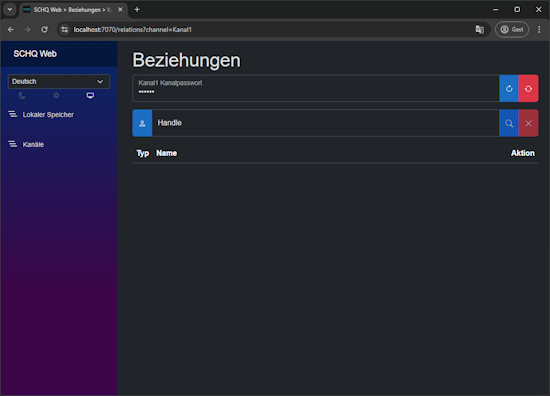 SCHQ Web > Beziehungen > K
Gast
localhost:7070/relations?channel=Kanal1
SCHQ Web
Deutsch
Lokaler Speicher
Kanäle
Beziehungen
Kanal1 Kanalpasswort
••••••
Handle
Typ Name Aktion